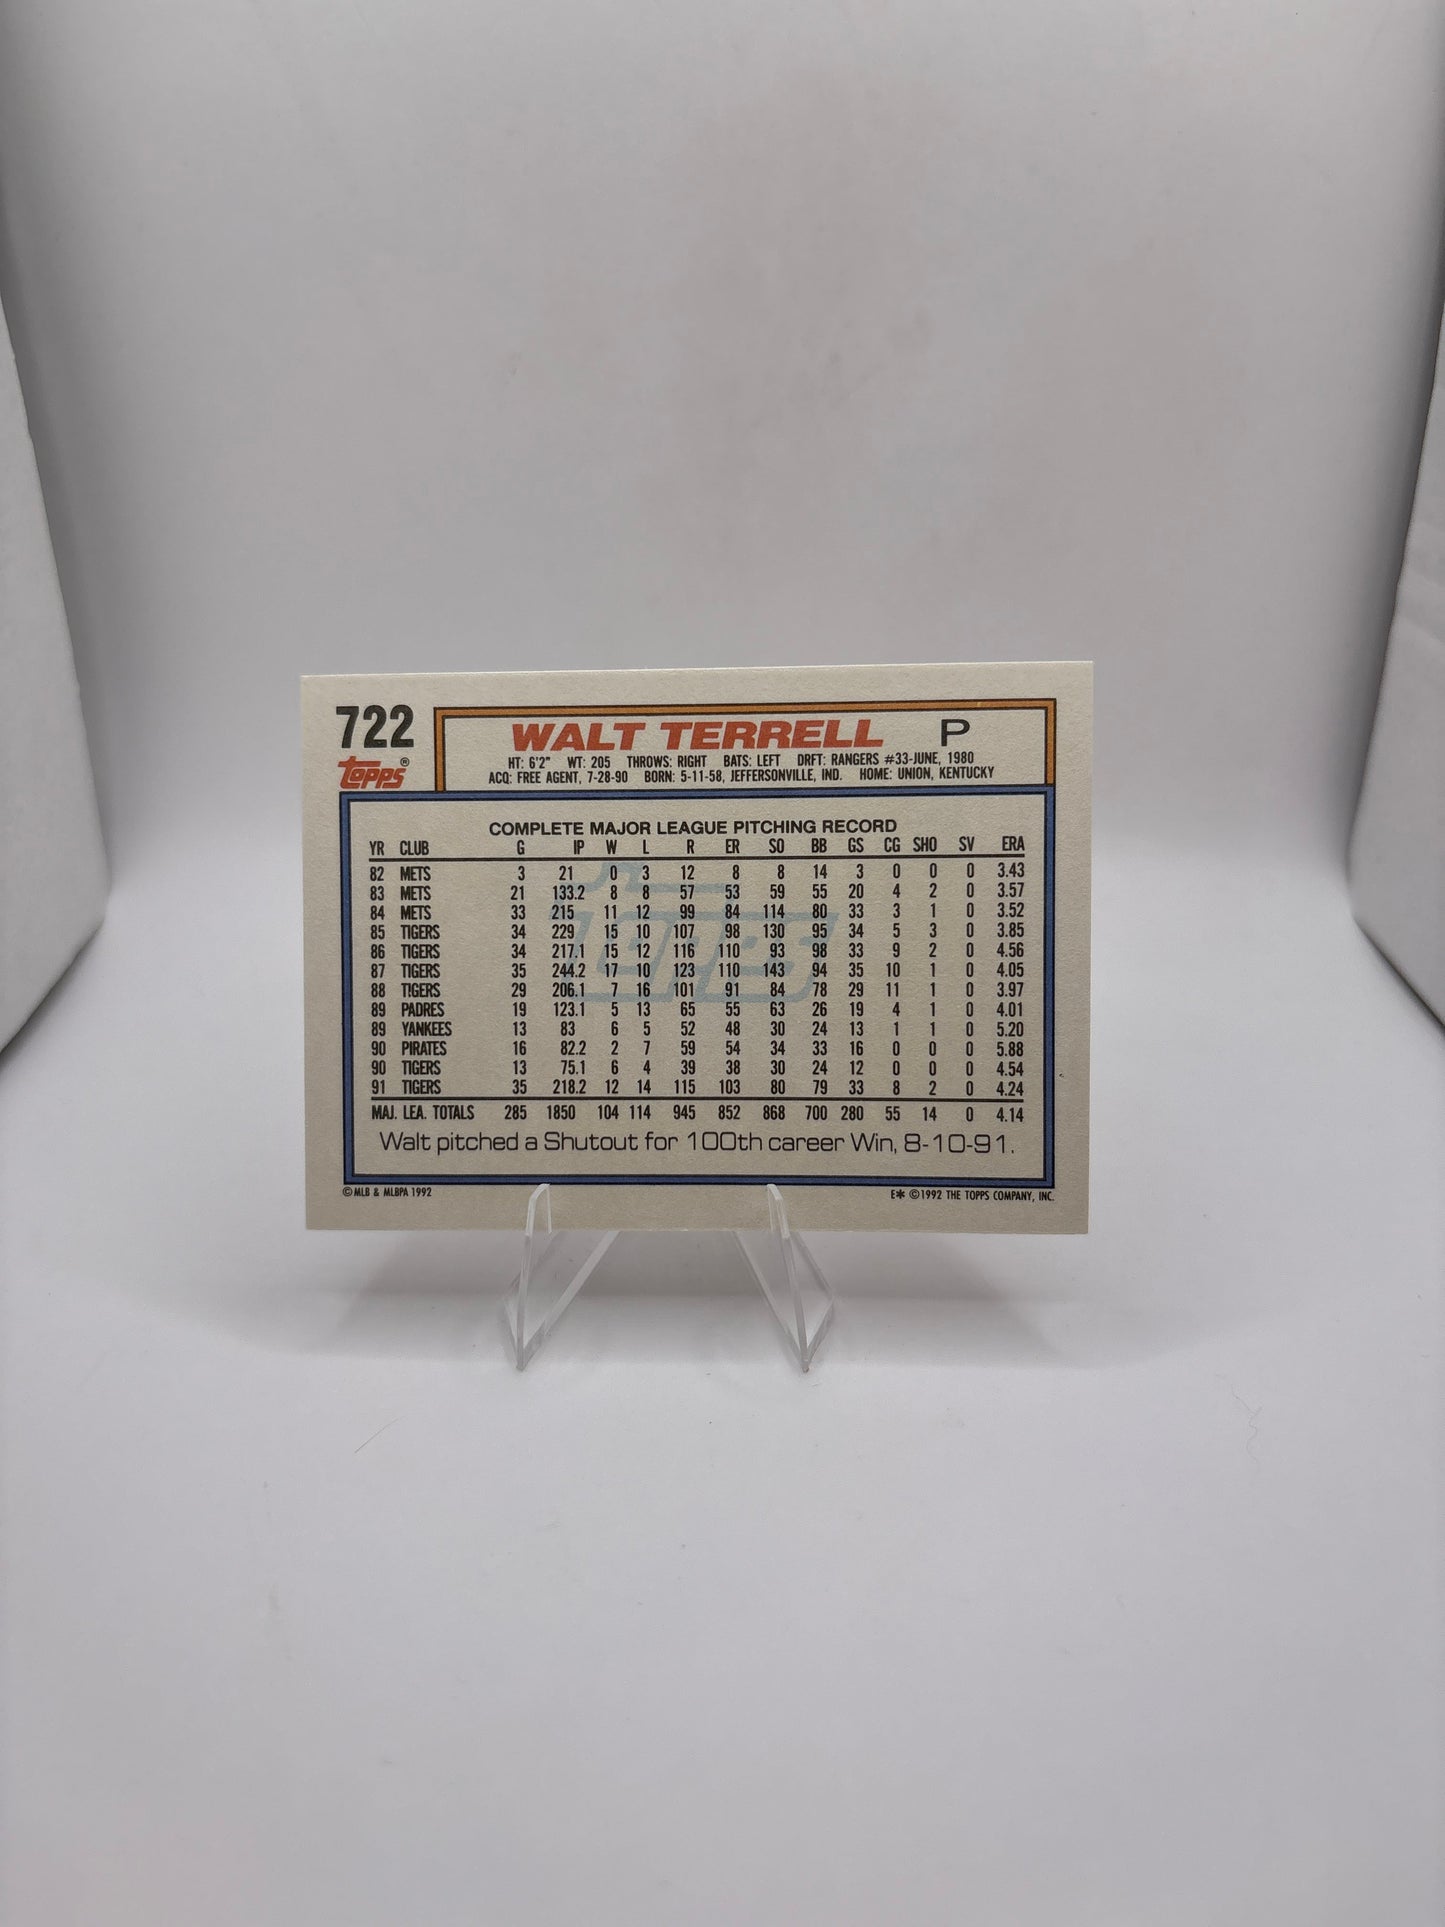 722
Topps®
WALT TERRELL P
HT: 6'2" WT: 205 THROWS: RIGHT BATS: LEFT DRFT: RANGERS #33-JUNE, 1980
ACQ: FREE AGENT, 7-28-90 BORN: 5-11-58, JEFFERSONVILLE, IND. HOME: UNION, KENTUCKY
COMPLETE MAJOR LEAGUE PITCHING RECORD
YR CLUB G IP W L R ER SO BB GS CG SHO SV ERA
82 METS 3 21 0 3 12 8 8 14 3 0 0 0 3.43
83 METS 21 133.2 8 8 57 53 59 55 20 4 2 0 3.57
84 METS 33 215 11 12 99 84 114 80 33 3 1 0 3.52
85 TIGERS 34 229 15 10 107 98 130 95 34 5 3 0 3.85
86 TIGERS 34 217.1 15 12 116 110 93 98 33 9 2 0 4.56
87 TIGERS 35 244.2 17 10 123 110 143 94 35 10 1 0 4.05
88 TIGERS 29 206.1 7 16 101 91 84 78 29 11 1 0 3.97
89 PADRES 19 123.1 5 13 65 55 63 26 19 4 1 0 4.01
89 YANKEES 13 83 6 5 52 48 30 24 13 1 1 0 5.20
90 PIRATES 16 82.2 2 7 59 54 34 33 16 0 0 0 5.88
90 TIGERS 13 75.1 6 4 39 38 30 24 12 0 0 0 4.54
91 TIGERS 35 218.2 12 14 115 103 80 79 33 8 2 0 4.24
MAJ. LEA. TOTALS 285 1850 104 114 945 852 868 700 280 55 14 0 4.14
Walt pitched a Shutout for 100th career Win, 8-10-91.
© MLB & MLBPA 1992 E* ©1992 THE TOPPS COMPANY, INC.